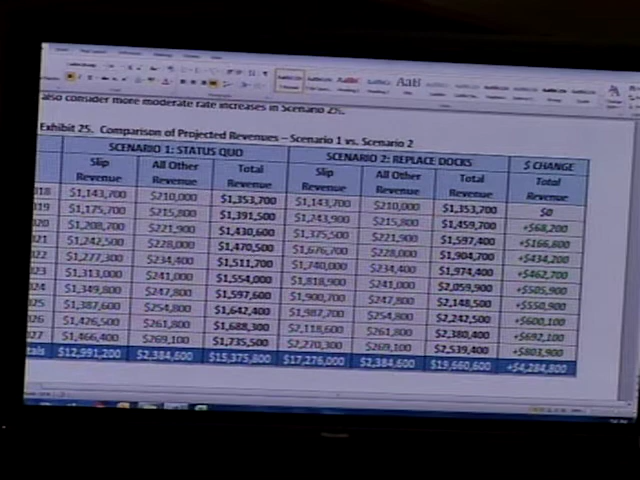 also consider more moderate rate increases in Scenario 2
Exhibit 25. Comparison of Projected Revenues – Scenario 1 vs. Scenario 2
SCENARIO 1: STATUS QUO SCENARIO 2: REPLACE DOCKS $ CHANGE
Slip Revenue All Other Revenue Total Revenue Slip Revenue All Other Revenue Total Revenue Total Revenue
018 $1,143,700 $210,000 $1,353,700 $1,143,700 $210,000 $1,353,700 $0
019 $1,175,700 $215,800 $1,391,500 $1,243,900 $215,800 $1,459,700 +$68,200
020 $1,208,700 $221,900 $1,430,600 $1,375,500 $221,900 $1,597,400 +$166,800
021 $1,242,500 $228,000 $1,470,500 $1,676,700 $228,000 $1,904,700 +$434,200
022 $1,277,300 $234,400 $1,511,700 $1,740,000 $234,400 $1,974,400 +$462,700
023 $1,313,000 $241,000 $1,554,000 $1,818,900 $241,000 $2,059,900 +$505,900
024 $1,349,800 $247,800 $1,597,600 $1,900,700 $247,800 $2,148,500 +$550,900
025 $1,387,600 $254,800 $1,642,400 $1,987,700 $254,800 $2,242,500 +$600,100
026 $1,426,500 $261,800 $1,688,300 $2,118,600 $261,800 $2,380,400 +$692,100
027 $1,466,400 $269,100 $1,735,500 $2,270,300 $269,100 $2,539,400 +$803,900
tals $12,991,200 $2,384,600 $15,375,800 $17,276,000 $2,384,600 $19,660,600 +$4,284,800